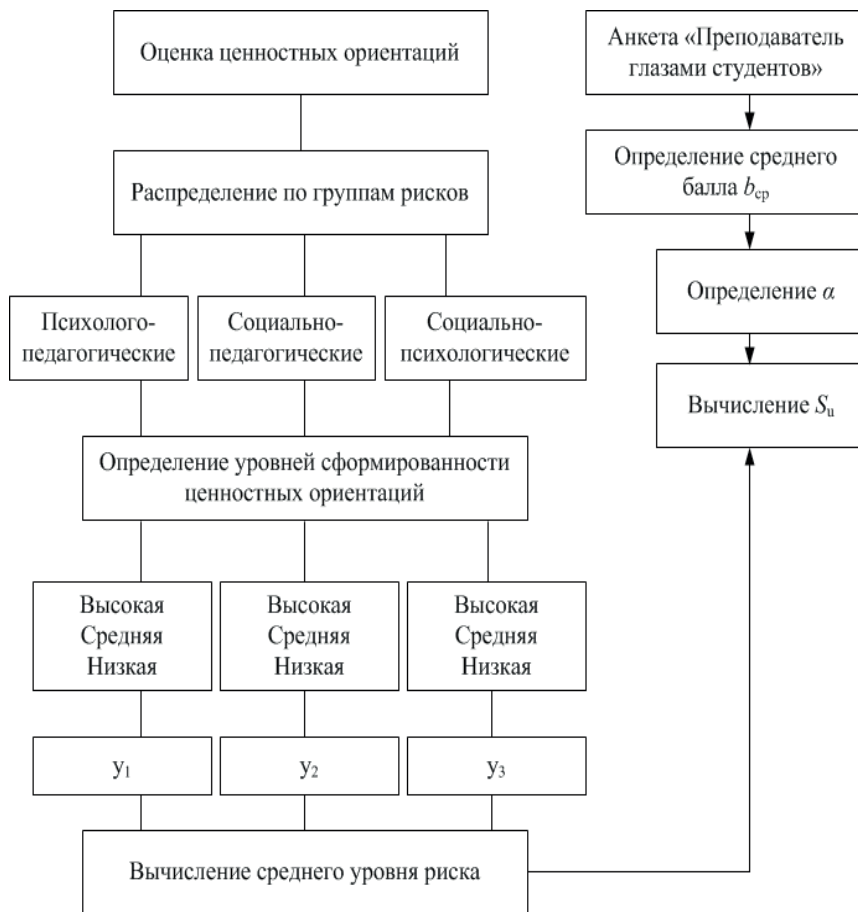 Оценка ценностных ориентаций
Распределение по группам рисков
Психолого-
педагогические
Социально-
педагогические
Социально-
психологические
Определение уровней сформированности
ценностных ориентаций
Высокая
Средняя
Низкая
Высокая
Средняя
Низкая
Высокая
Средняя
Низкая
y₁
y₂
y₃
Вычисление среднего уровня риска
Анкета «Преподаватель
глазами студентов»
Определение среднего
балла bср
Определение α
Вычисление Sи